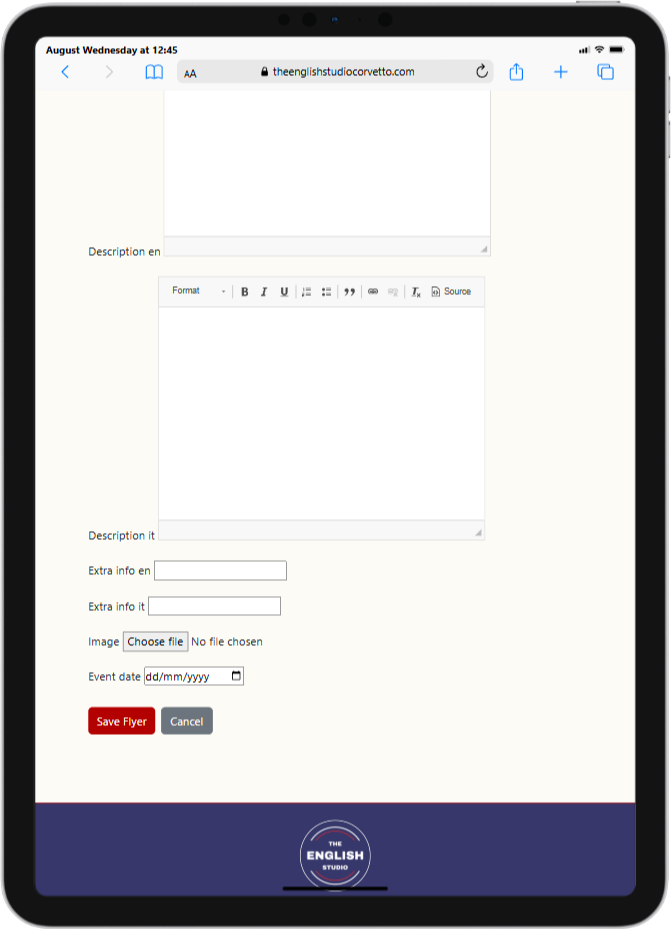 August Wednesday at 12:45
AA theenglishstudiocorvetto.com
Description en
Format B I U Source
Description it
Extra info en
Extra info it
Image Choose file No file chosen
Event date dd/mm/yyyy
Save Flyer Cancel
THE
ENGLISH
STUDIO